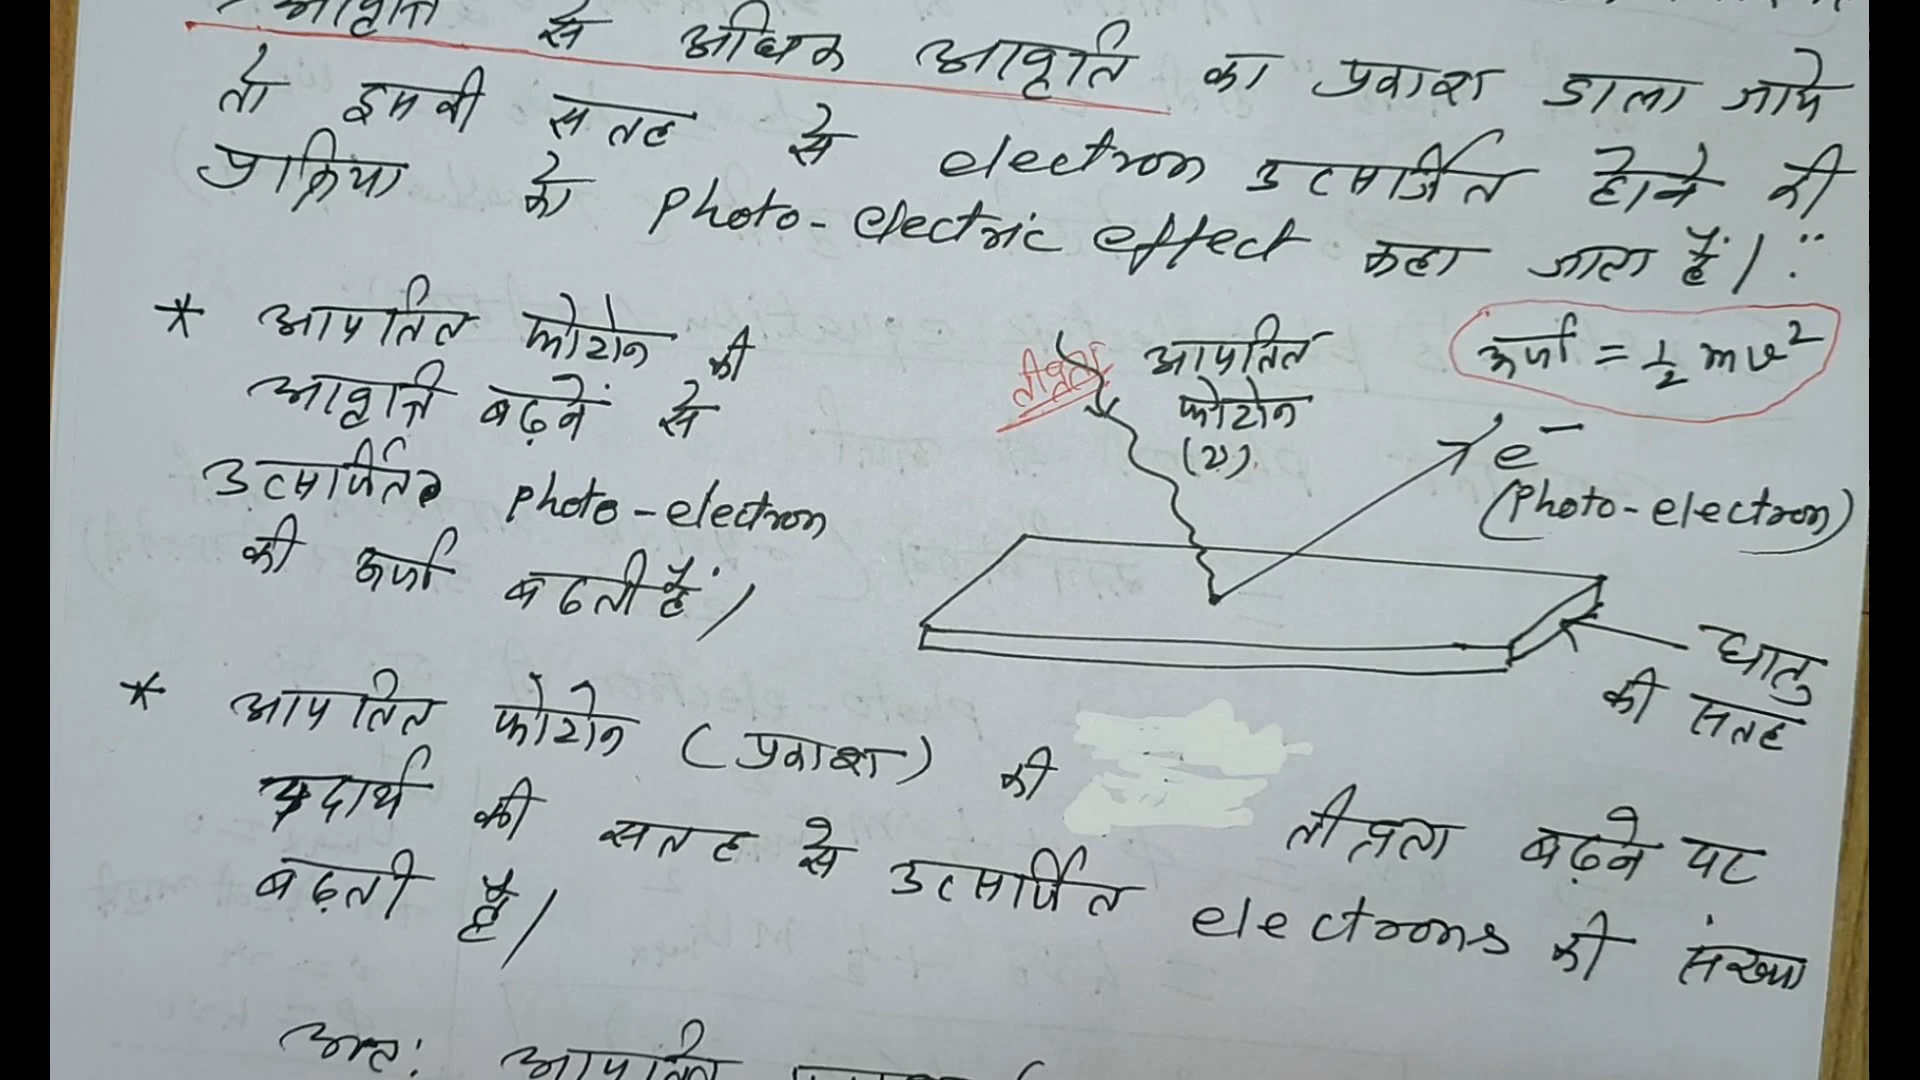 आवृत्ति से अधिक आवृत्ति का प्रकाश डाला जाये
तो इसकी सतह से electron उत्सर्जित होने की
प्रक्रिया को photo-electric effect कहा जाता है।
* आपतित फोटोन की
आवृत्ति बढ़ने से
उत्सर्जित photo-electron
की ऊर्जा बढती है।
आपतित
फोटोन
(ν)
ऊर्जा = 1/2 mv²
e⁻
(photo-electron)
धातु
की सतह
* आपतित फोटोन (प्रकाश) की तीव्रता बढ़ने पर
पदार्थ की सतह से उत्सर्जित electrons की संख्या
बढ़ती है।
अतः आपतित